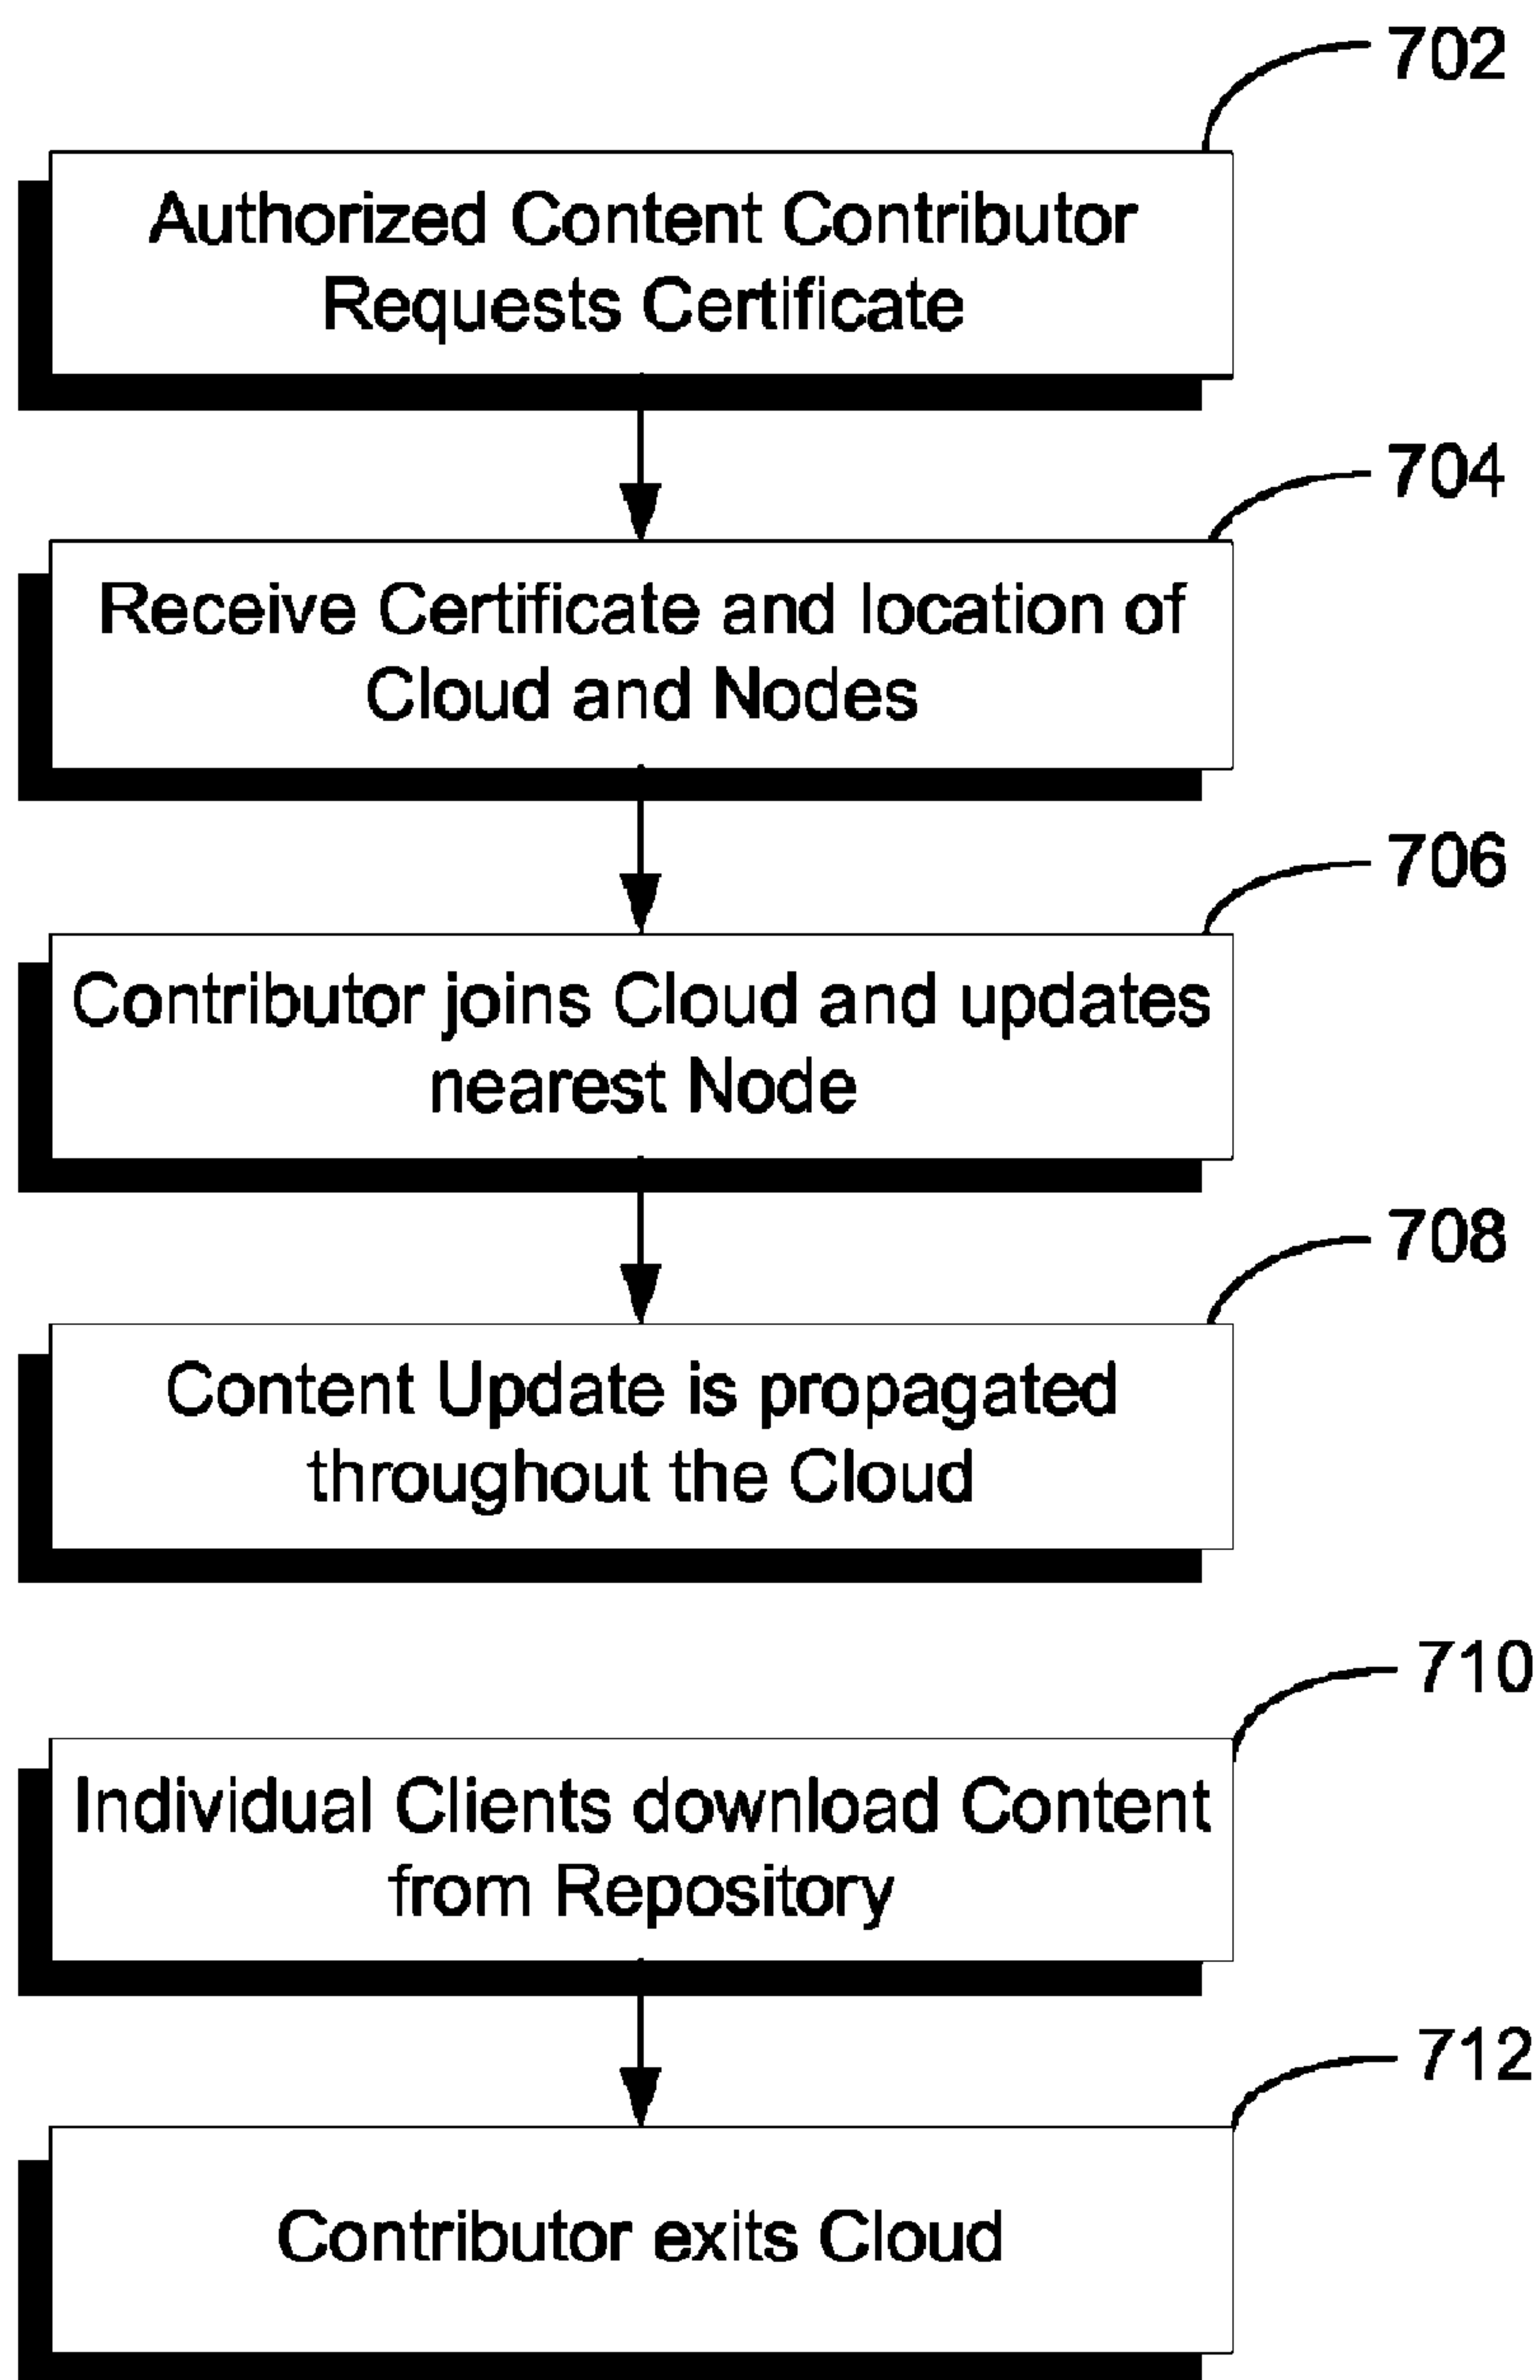 702
Authorized Content Contributor
Requests Certificate
704
Receive Certificate and location of
Cloud and Nodes
706
Contributor joins Cloud and updates
nearest Node
708
Content Update is propagated
throughout the Cloud
710
Individual Clients download Content
from Repository
712
Contributor exits Cloud